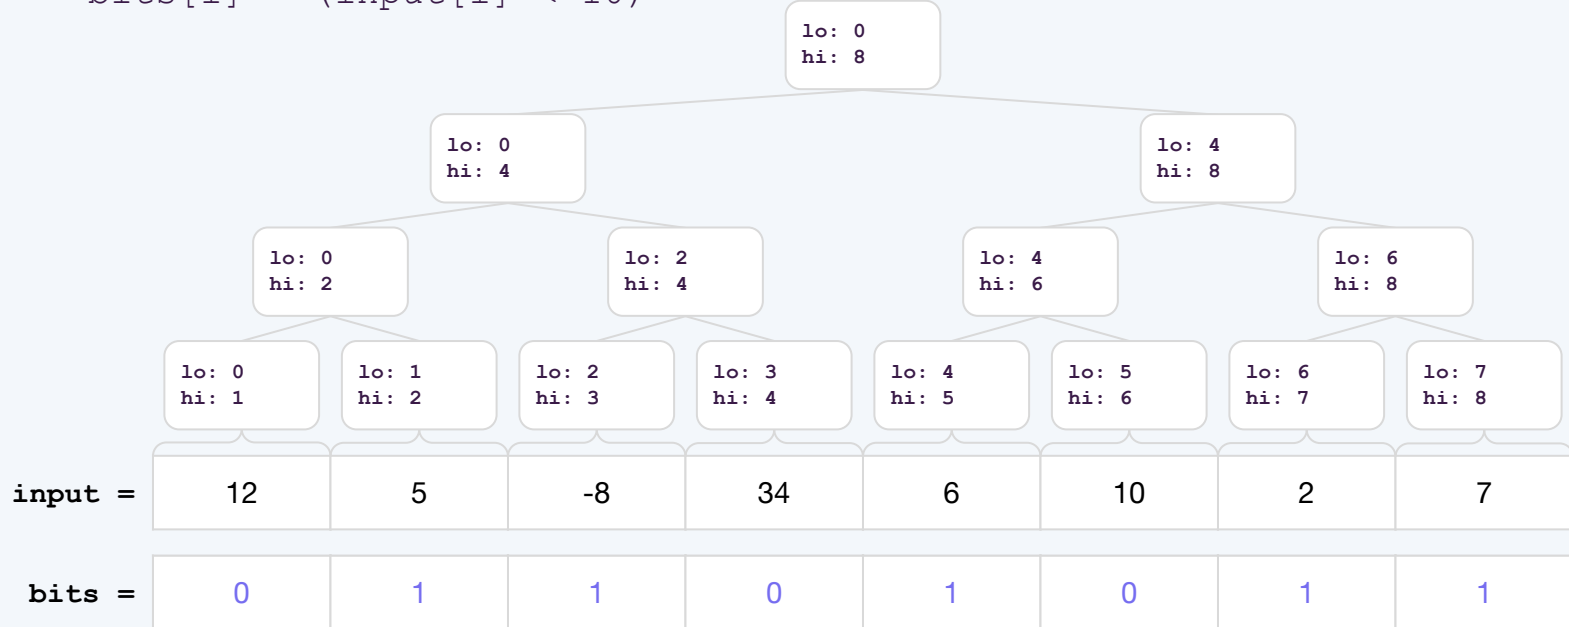 bits[i] = (input[i] < 10)
lo: 0
hi: 8
lo: 0
hi: 4
lo: 4
hi: 8
lo: 0
hi: 2
lo: 2
hi: 4
lo: 4
hi: 6
lo: 6
hi: 8
lo: 0
hi: 1
lo: 1
hi: 2
lo: 2
hi: 3
lo: 3
hi: 4
lo: 4
hi: 5
lo: 5
hi: 6
lo: 6
hi: 7
lo: 7
hi: 8
input = 12 5 -8 34 6 10 2 7
bits = 0 1 1 0 1 0 1 1